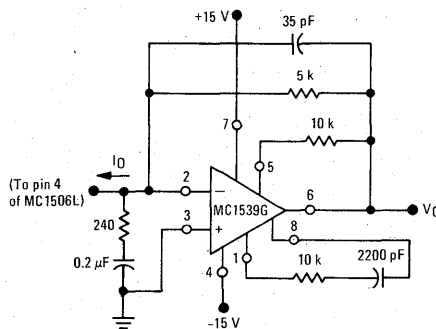 35 pF
+15 V
5 k
7
10 k
5
I_O
(To pin 4
of MC1506L)
2
−
MC1539G
6
V_O
240
3
+
8
0.2 µF
1
4
10 k
2200 pF
-15 V